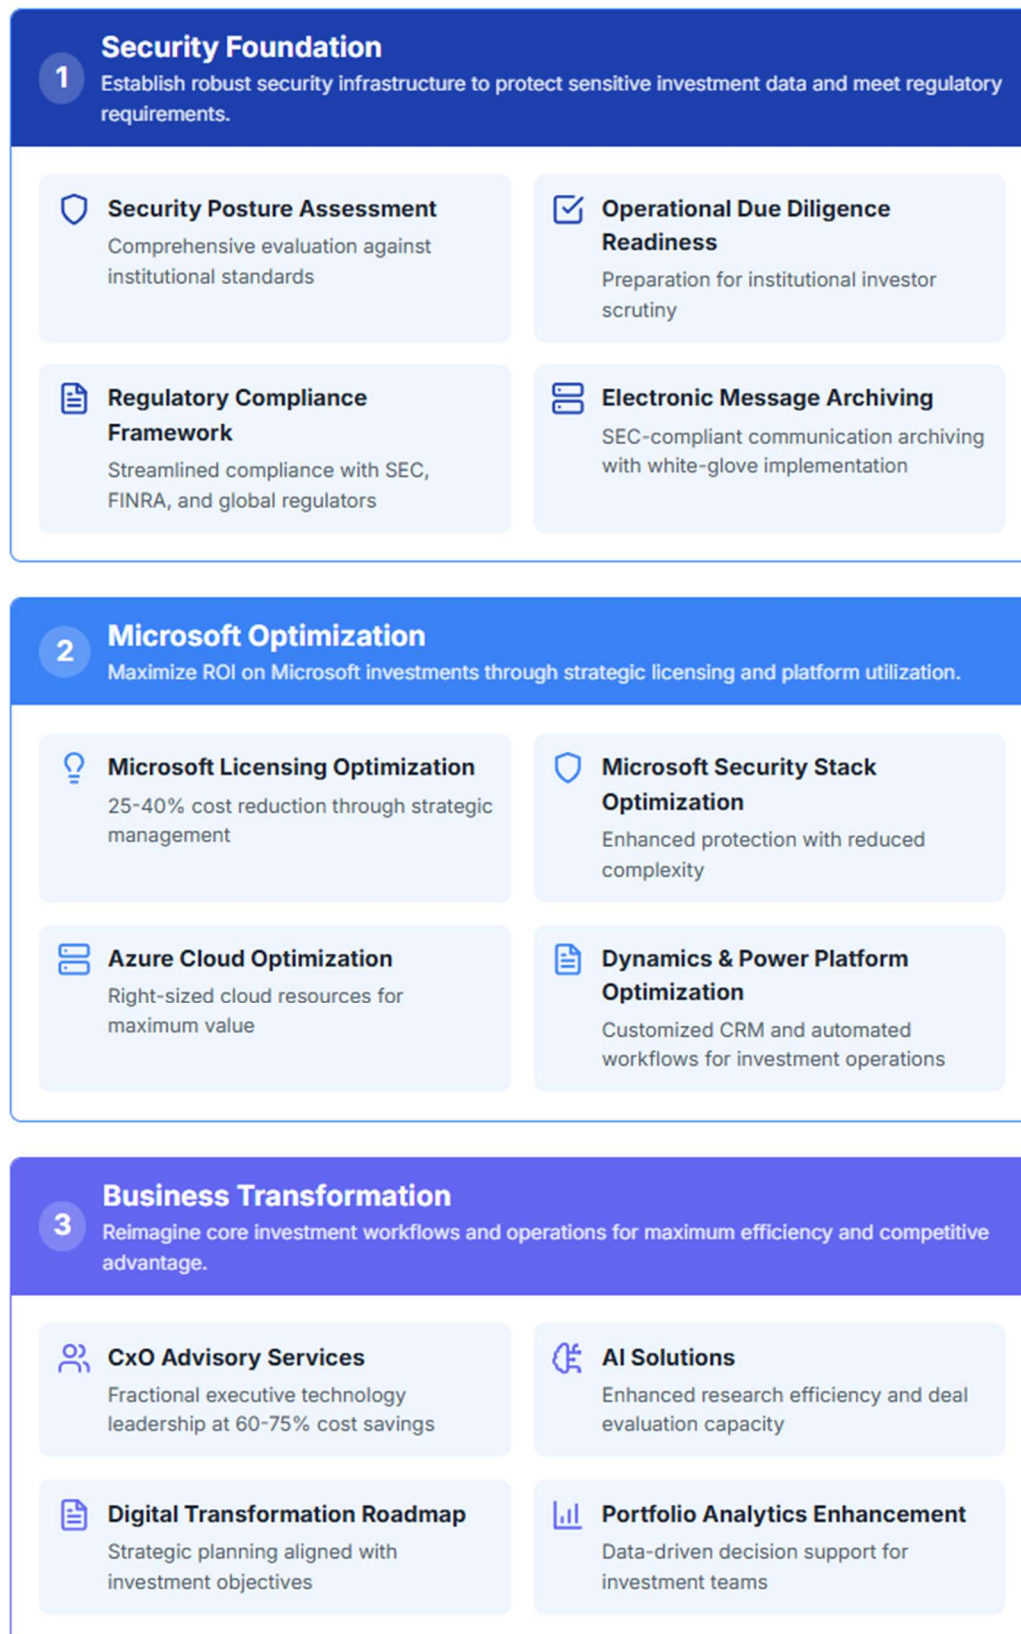 1
Security Foundation
Establish robust security infrastructure to protect sensitive investment data and meet regulatory
requirements.
Security Posture Assessment
Comprehensive evaluation against
institutional standards
Operational Due Diligence
Readiness
Preparation for institutional investor
scrutiny
Regulatory Compliance
Framework
Streamlined compliance with SEC,
FINRA, and global regulators
Electronic Message Archiving
SEC-compliant communication archiving
with white-glove implementation
2
Microsoft Optimization
Maximize ROI on Microsoft investments through strategic licensing and platform utilization.
Microsoft Licensing Optimization
25-40% cost reduction through strategic
management
Microsoft Security Stack
Optimization
Enhanced protection with reduced
complexity
Azure Cloud Optimization
Right-sized cloud resources for
maximum value
Dynamics & Power Platform
Optimization
Customized CRM and automated
workflows for investment operations
3
Business Transformation
Reimagine core investment workflows and operations for maximum efficiency and competitive
advantage.
CxO Advisory Services
Fractional executive technology
leadership at 60-75% cost savings
AI Solutions
Enhanced research efficiency and deal
evaluation capacity
Digital Transformation Roadmap
Strategic planning aligned with
investment objectives
Portfolio Analytics Enhancement
Data-driven decision support for
investment teams